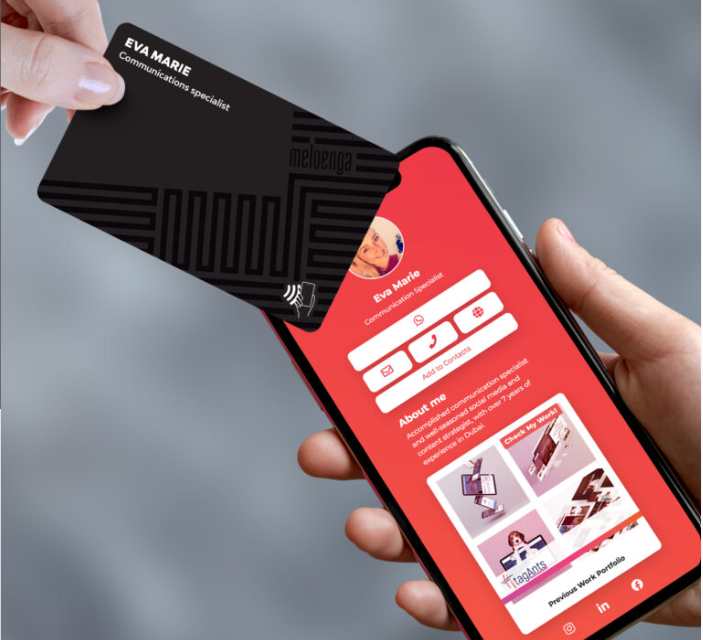 EVA MARIE
Communications specialist
meloenga
Eva Marie
Communication Specialist
Add to Contacts
About me
Accomplished communication specialist
and well-seasoned social media and
content strategist, with over 7 years of
experience in Dubai.
Check My Work!
tagAnts
Previous Work Portfolio
in